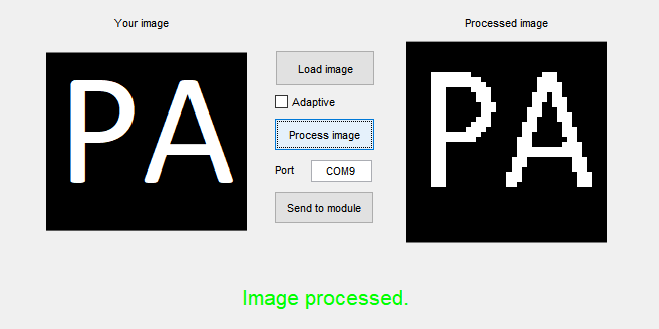 Your image
PA
Load image
Adaptive
Process image
Port COM9
Send to module
Processed image
PA
Image processed.